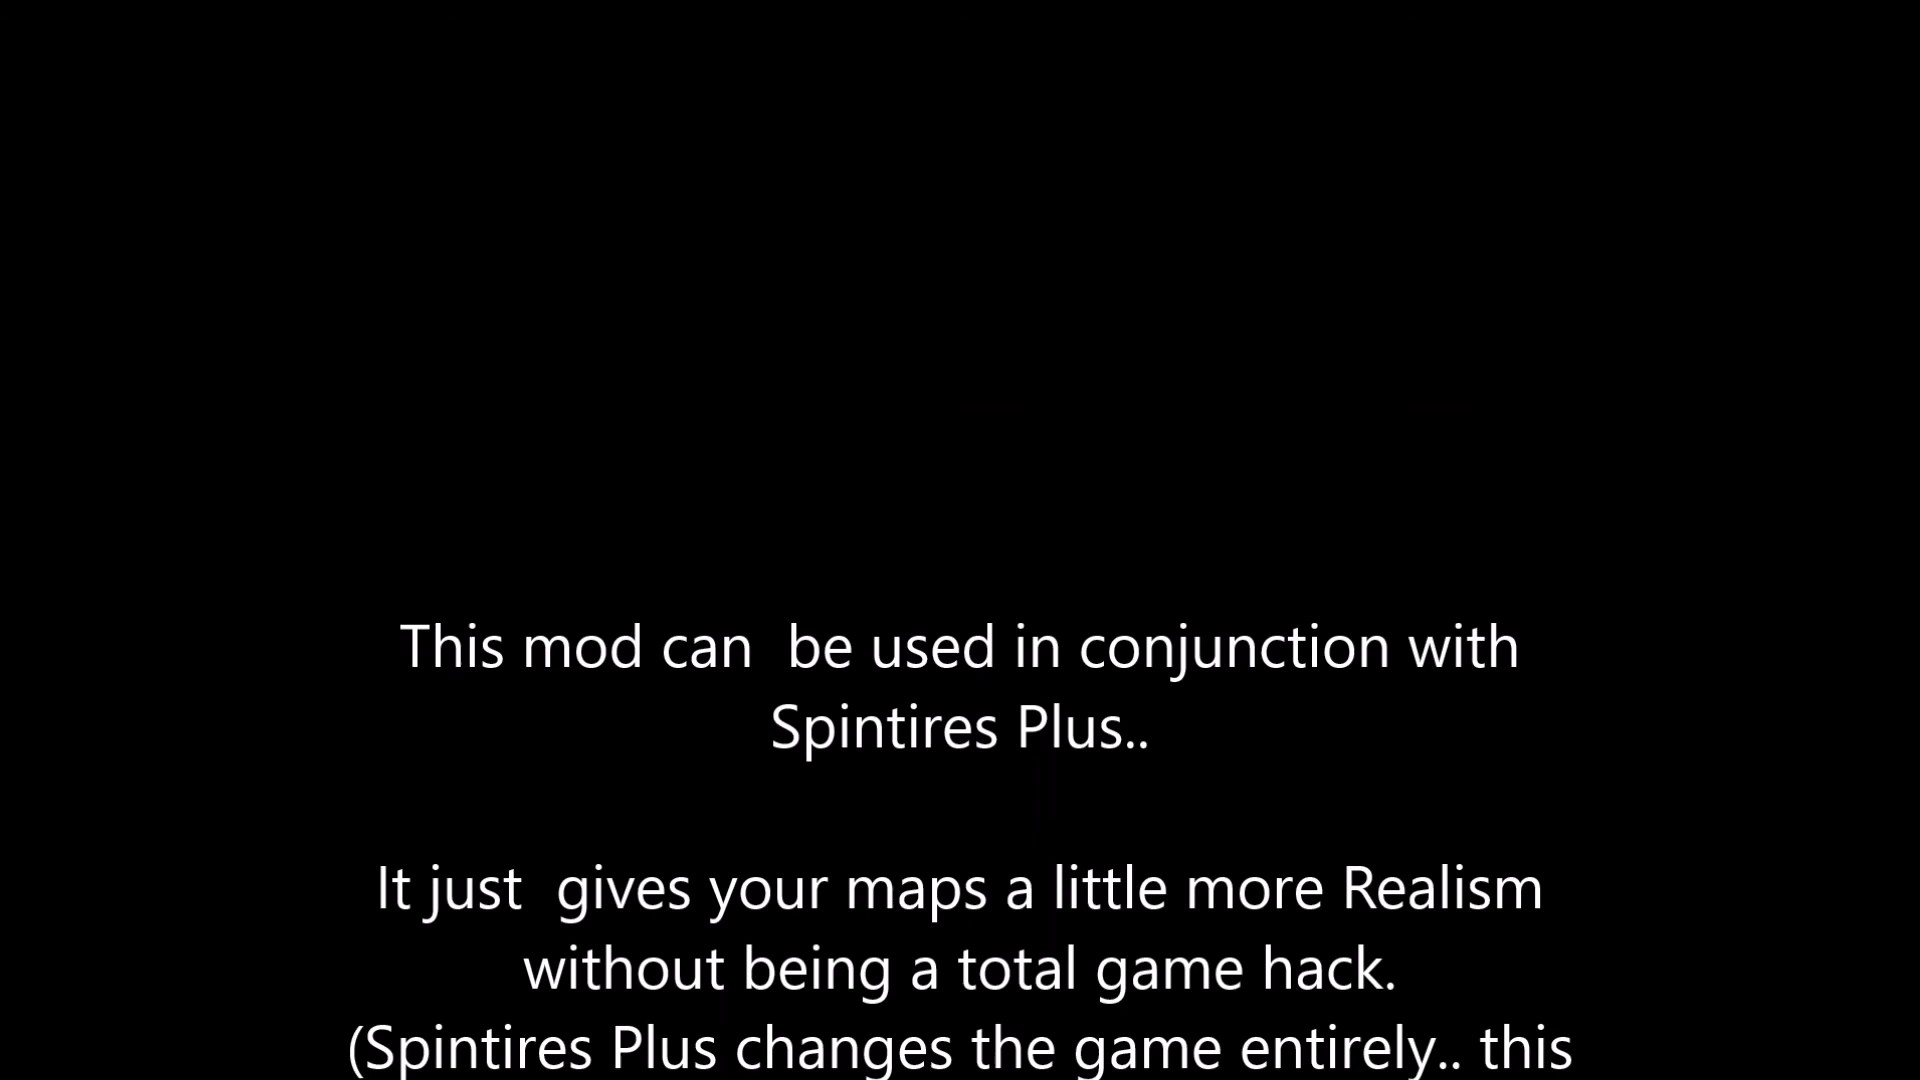 This mod can  be used in conjunction with
Spintires Plus..
It just  gives your maps a little more Realism
without being a total game hack.
(Spintires Plus changes the game entirely.. this